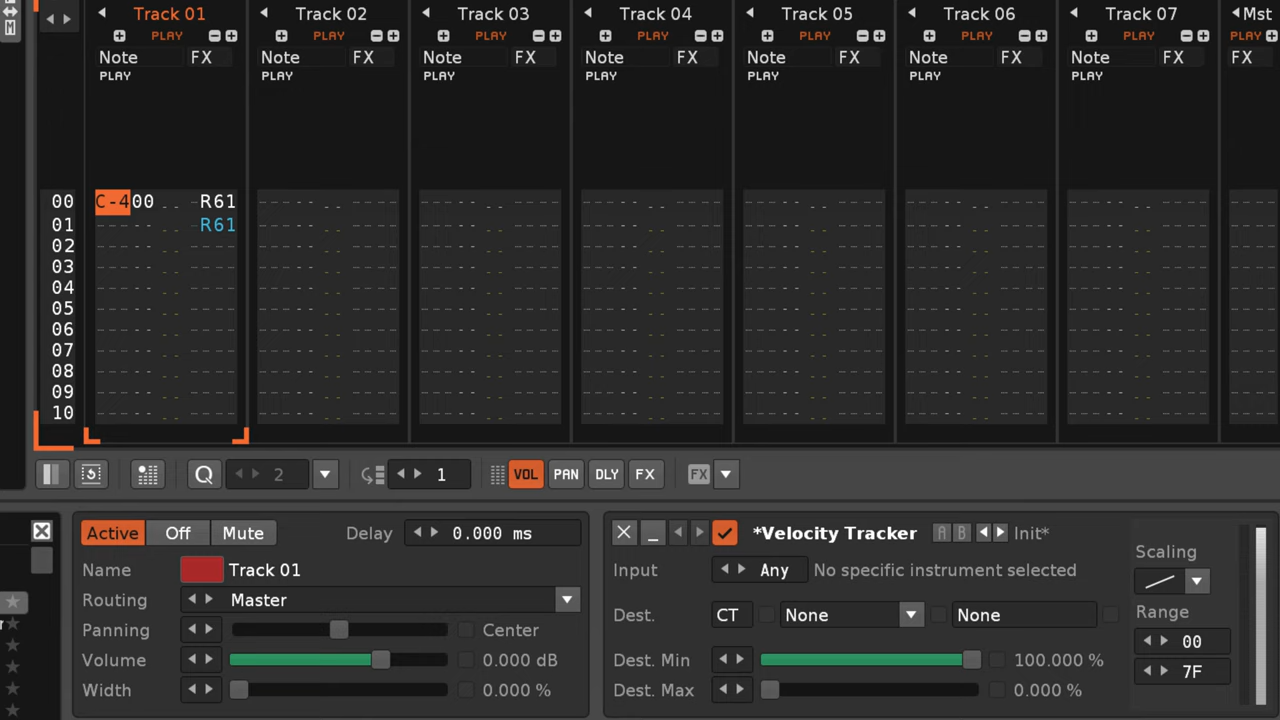 Track 01 Track 02 Track 03 Track 04 Track 05 Track 06 Track 07 Mst
PLAY PLAY PLAY PLAY PLAY PLAY PLAY PLAY
Note FX Note FX Note FX Note FX Note FX Note FX Note FX FX
PLAY PLAY PLAY PLAY PLAY PLAY PLAY
00 C-400 R61
01 R61
02
03
04
05
06
07
08
09
10
Q 2 1 VOL PAN DLY FX FX
Active Off Mute Delay 0.000 ms
Name Track 01
Routing Master
Panning Center
Volume 0.000 dB
Width 0.000 %
*Velocity Tracker A B Init*
Input Any No specific instrument selected
Dest. CT None None
Dest. Min 100.000 %
Dest. Max 0.000 %
Scaling
Range
00
7F
M